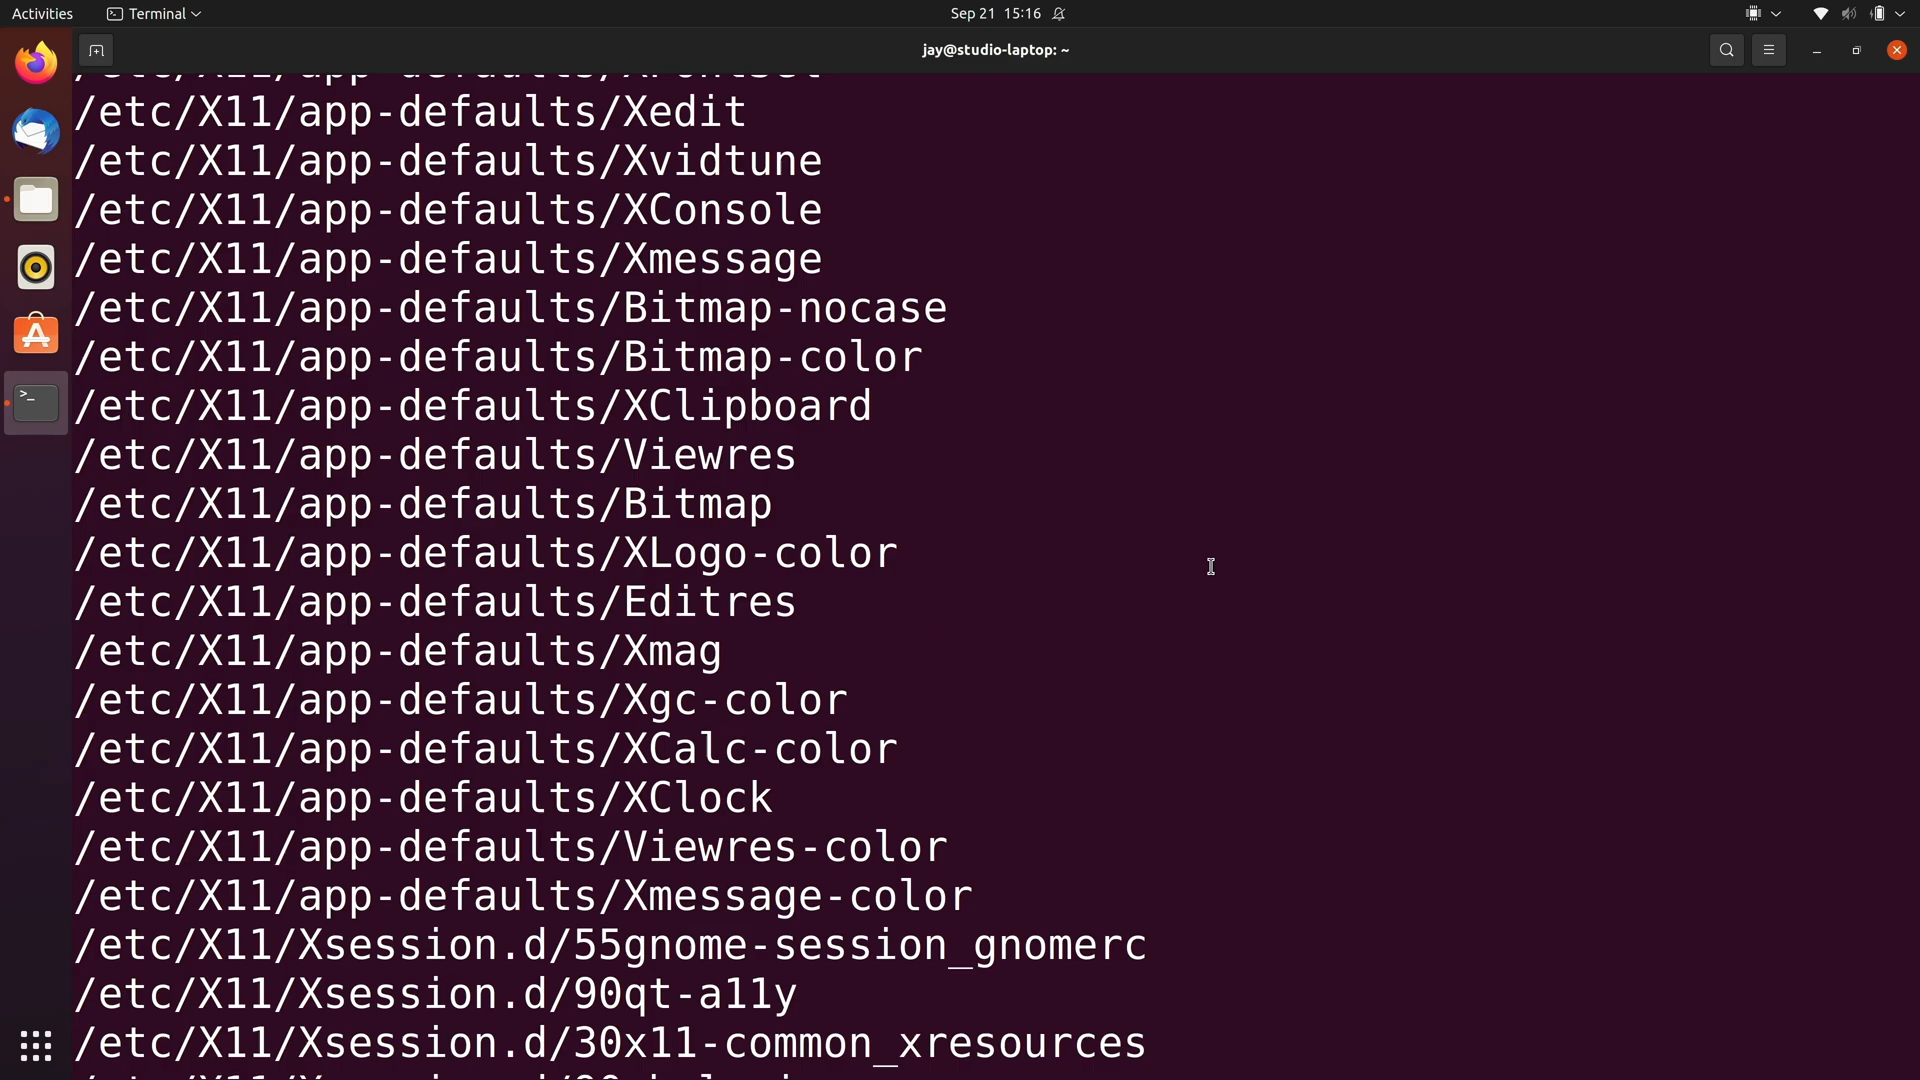 Activities
Terminal
Sep 21 15:16
jay@studio-laptop: ~
/etc/X11/app-defaults/Xedit
/etc/X11/app-defaults/Xvidtune
/etc/X11/app-defaults/XConsole
/etc/X11/app-defaults/Xmessage
/etc/X11/app-defaults/Bitmap-nocase
/etc/X11/app-defaults/Bitmap-color
/etc/X11/app-defaults/XClipboard
/etc/X11/app-defaults/Viewres
/etc/X11/app-defaults/Bitmap
/etc/X11/app-defaults/XLogo-color
/etc/X11/app-defaults/Editres
/etc/X11/app-defaults/Xmag
/etc/X11/app-defaults/Xgc-color
/etc/X11/app-defaults/XCalc-color
/etc/X11/app-defaults/XClock
/etc/X11/app-defaults/Viewres-color
/etc/X11/app-defaults/Xmessage-color
/etc/X11/Xsession.d/55gnome-session_gnomerc
/etc/X11/Xsession.d/90qt-a11y
/etc/X11/Xsession.d/30x11-common_xresources